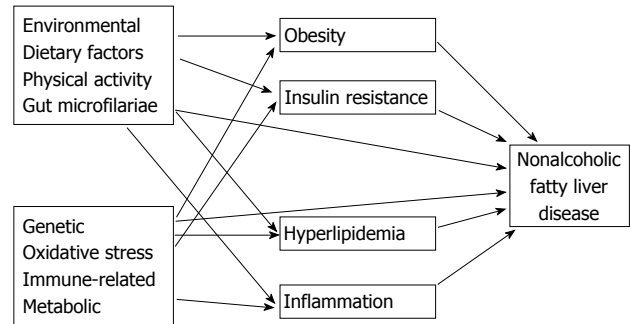 Environmental
Dietary factors
Physical activity
Gut microfilariae
Genetic
Oxidative stress
Immune-related
Metabolic
Obesity
Insulin resistance
Hyperlipidemia
Inflammation
Nonalcoholic
fatty liver
disease